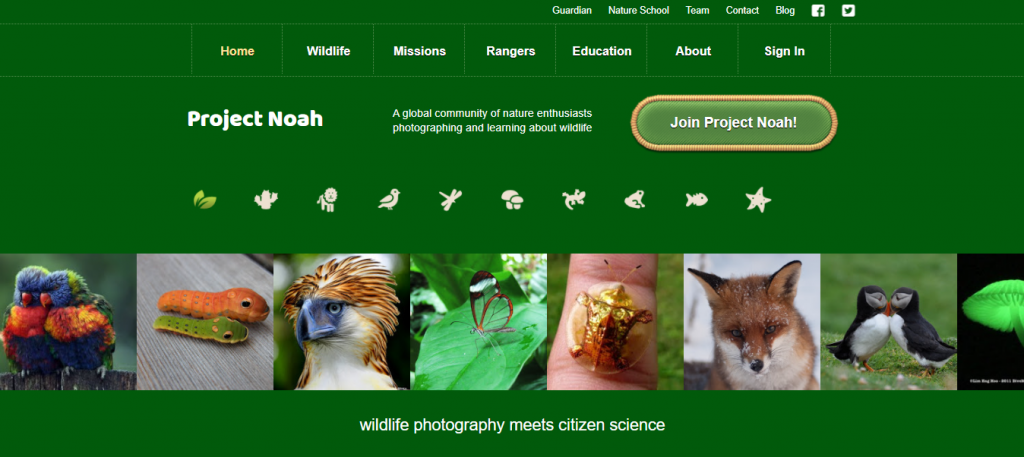 Guardian Nature School Team Contact Blog
Home Wildlife Missions Rangers Education About Sign In
Project Noah
A global community of nature enthusiasts
photographing and learning about wildlife
Join Project Noah!
wildlife photography meets citizen science